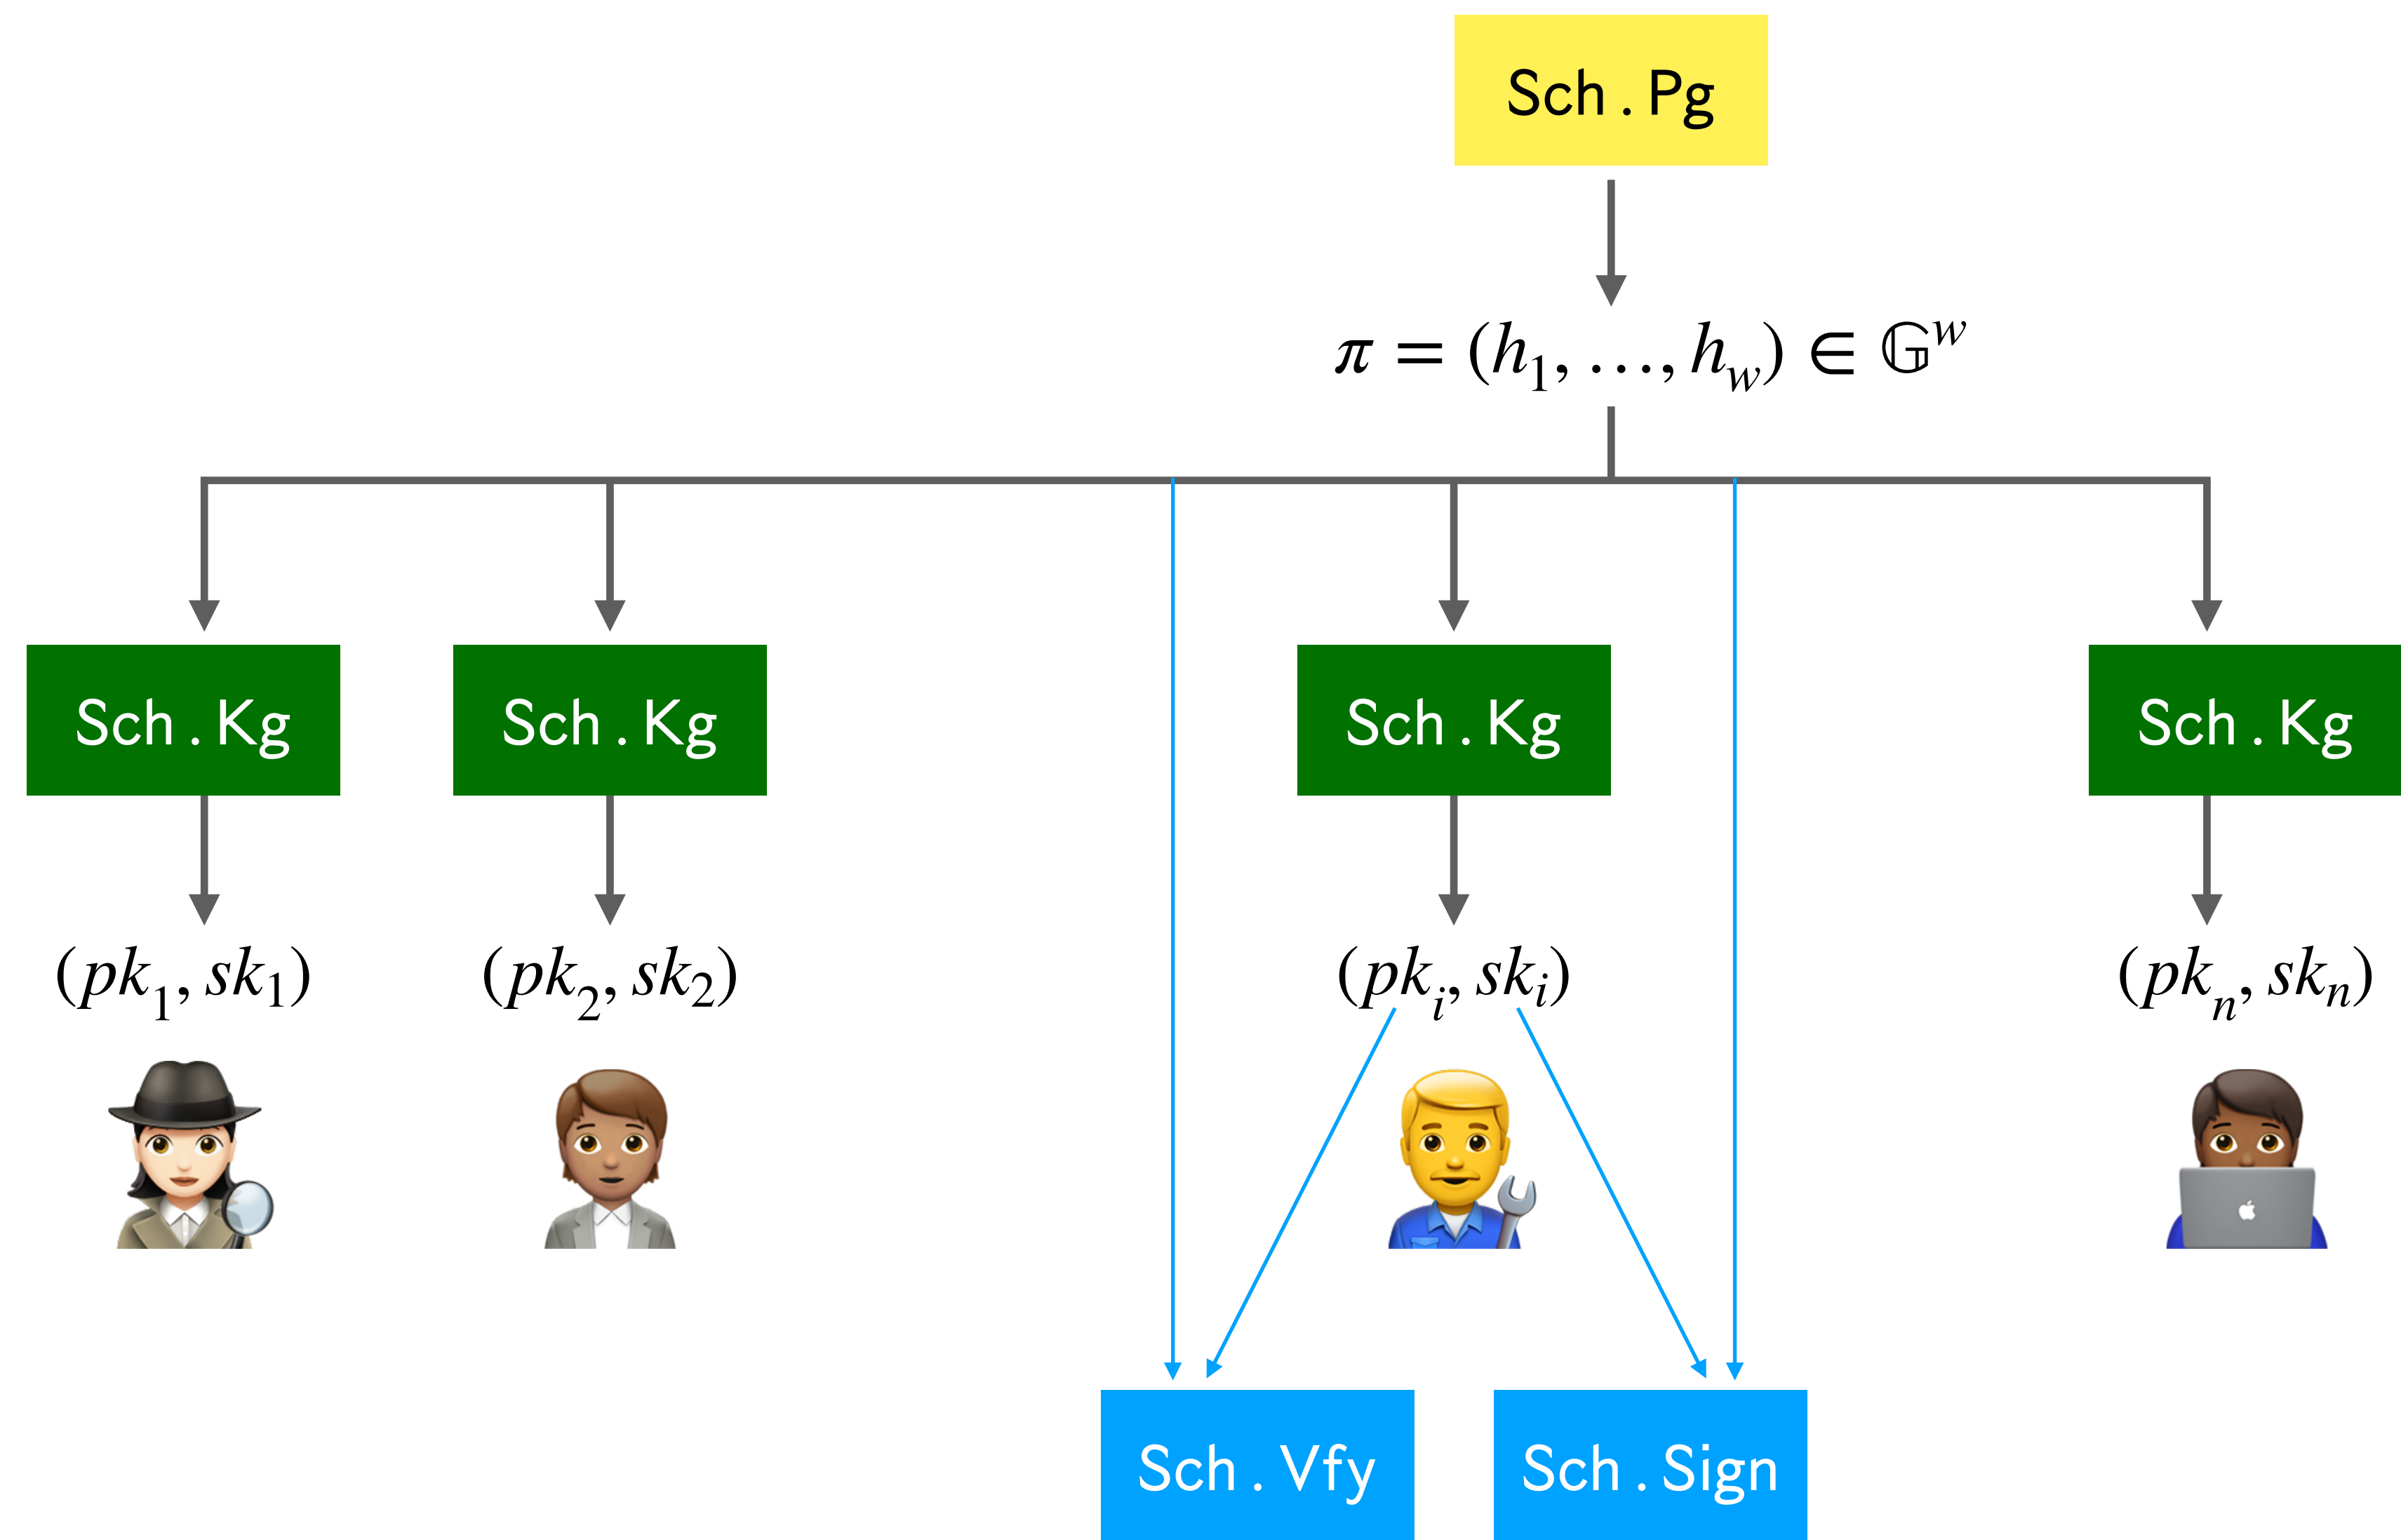 Sch.Pg
π = (h₁, …, h_w) ∈ 𝔾^w
Sch.Kg Sch.Kg Sch.Kg Sch.Kg
(pk₁, sk₁) (pk₂, sk₂) (pkᵢ, skᵢ) (pkₙ, skₙ)
Sch.Vfy Sch.Sign